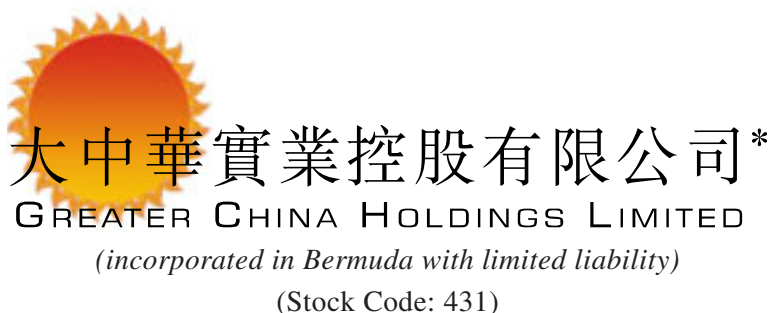 大中華實業控股有限公司*
GREATER CHINA HOLDINGS LIMITED
(incorporated in Bermuda with limited liability)
(Stock Code: 431)